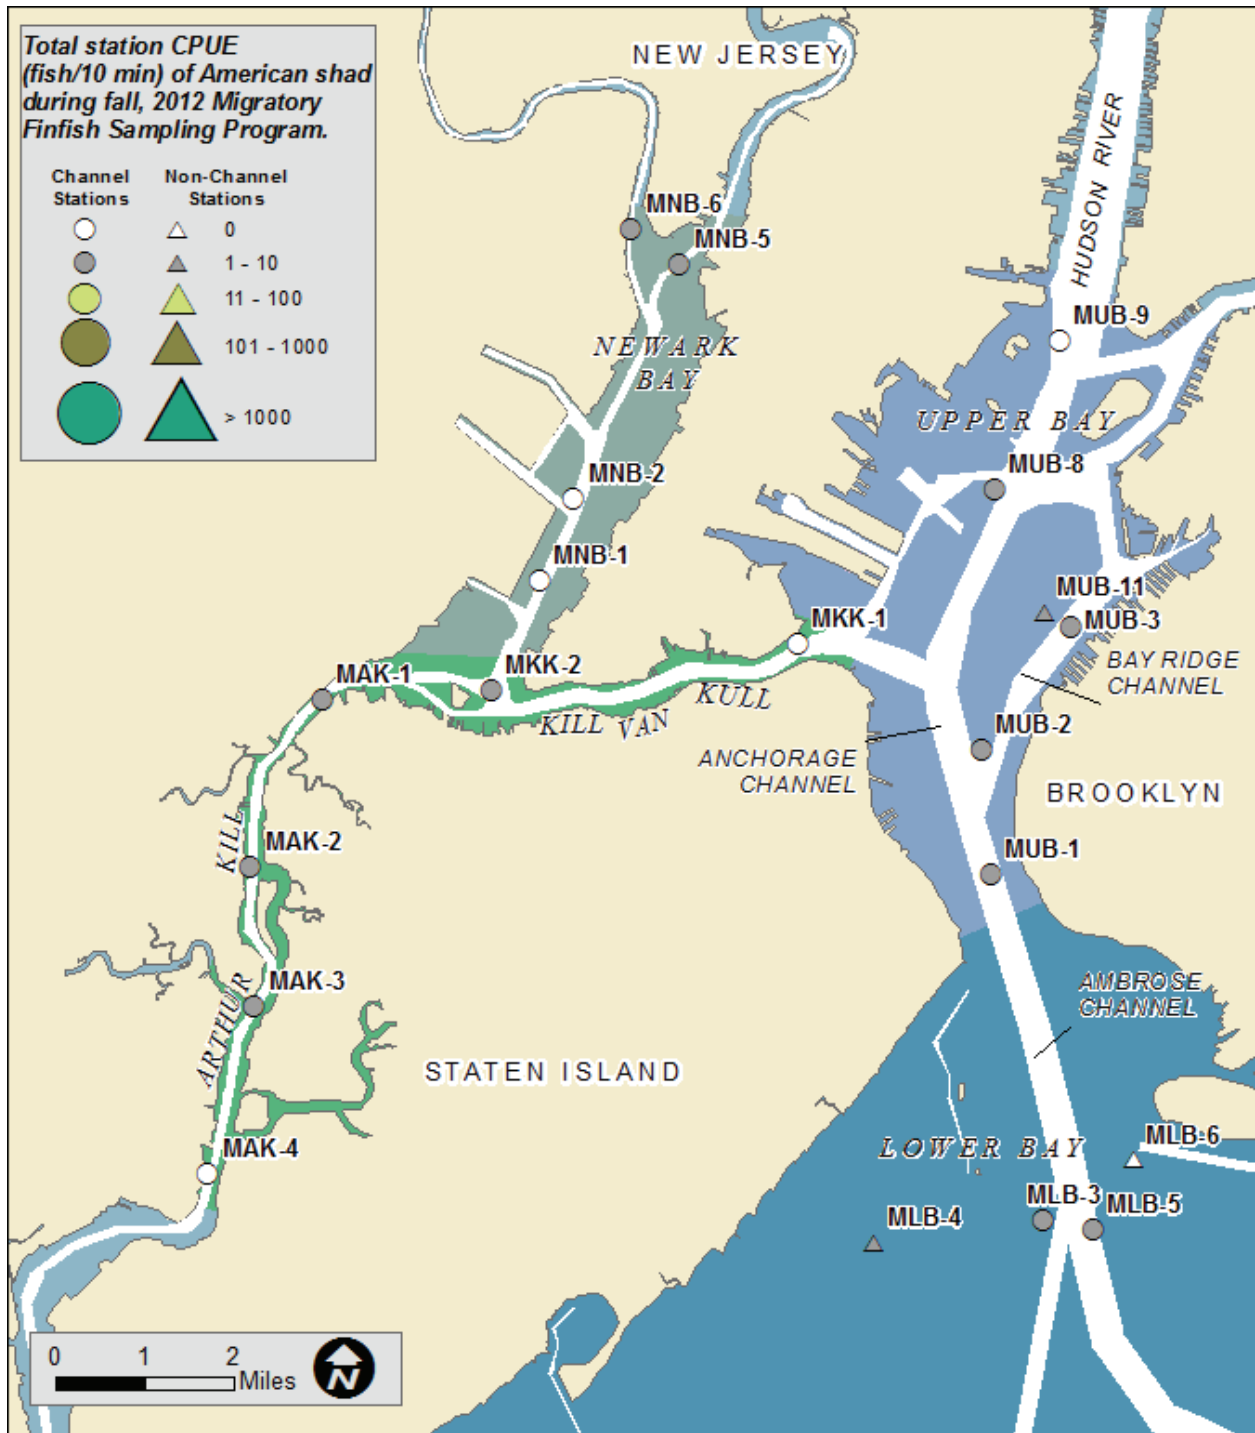 Total station CPUE
(fish/10 min) of American shad
during fall, 2012 Migratory
Finfish Sampling Program.
Channel Stations
Non-Channel Stations
0
1 - 10
11 - 100
101 - 1000
> 1000
NEW JERSEY
HUDSON RIVER
MNB-6
MNB-5
MUB-9
NEWARK
BAY
UPPER BAY
MUB-8
MNB-2
MNB-1
MUB-11
MUB-3
MKK-1
BAY RIDGE
CHANNEL
MKK-2
MAK-1
KILL VAN KULL
MUB-2
ANCHORAGE
CHANNEL
BROOKLYN
MAK-2
MUB-1
ARTHUR KILL
MAK-3
AMBROSE
CHANNEL
STATEN ISLAND
MAK-4
LOWER BAY
MLB-6
MLB-3
MLB-5
MLB-4
0 1 2
Miles
N